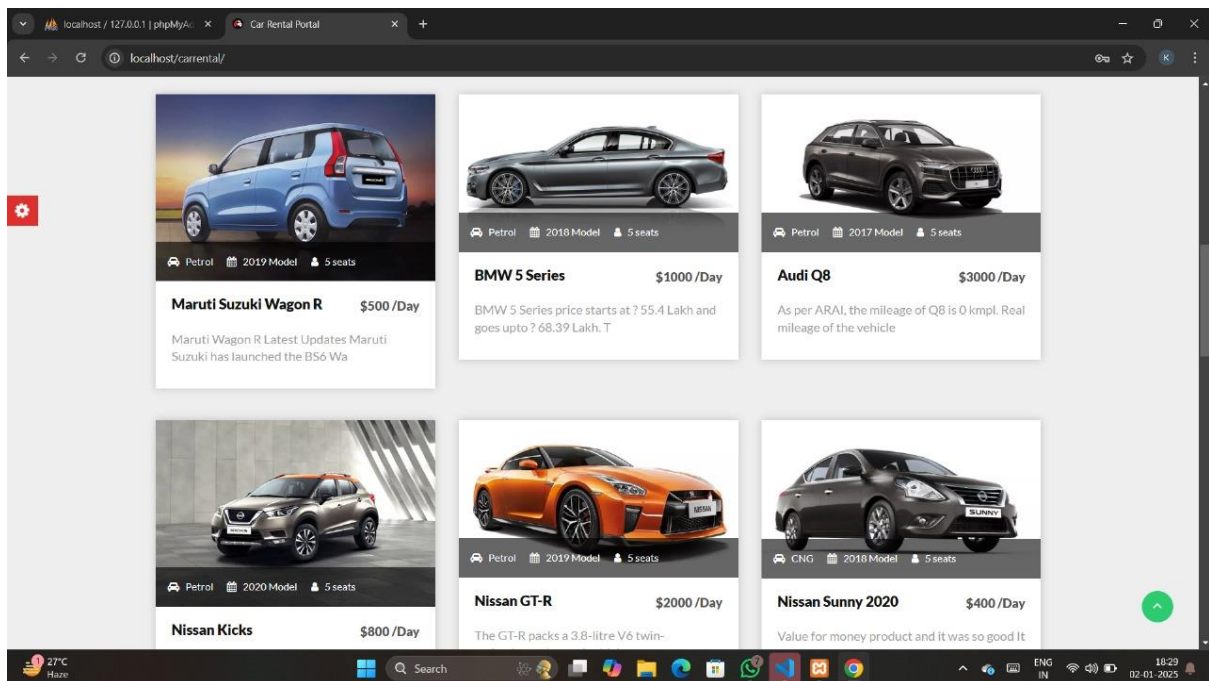 localhost / 127.0.0.1 | phpMyAd
Car Rental Portal
localhost/carrental/
K
Petrol 2019 Model 5 seats
Maruti Suzuki Wagon R $500 /Day
Maruti Wagon R Latest Updates Maruti
Suzuki has launched the BS6 Wa
Petrol 2018 Model 5 seats
BMW 5 Series $1000 /Day
BMW 5 Series price starts at ? 55.4 Lakh and
goes upto ? 68.39 Lakh. T
Petrol 2017 Model 5 seats
Audi Q8 $3000 /Day
As per ARAI, the mileage of Q8 is 0 kmpl. Real
mileage of the vehicle
Petrol 2020 Model 5 seats
Nissan Kicks $800 /Day
NISSAN
Petrol 2019 Model 5 seats
Nissan GT-R $2000 /Day
The GT-R packs a 3.8-litre V6 twin-
SUNNY
CNG 2018 Model 5 seats
Nissan Sunny 2020 $400 /Day
Value for money product and it was so good It
1
27°C
Haze
Search
ENG
IN
18:29
02-01-2025